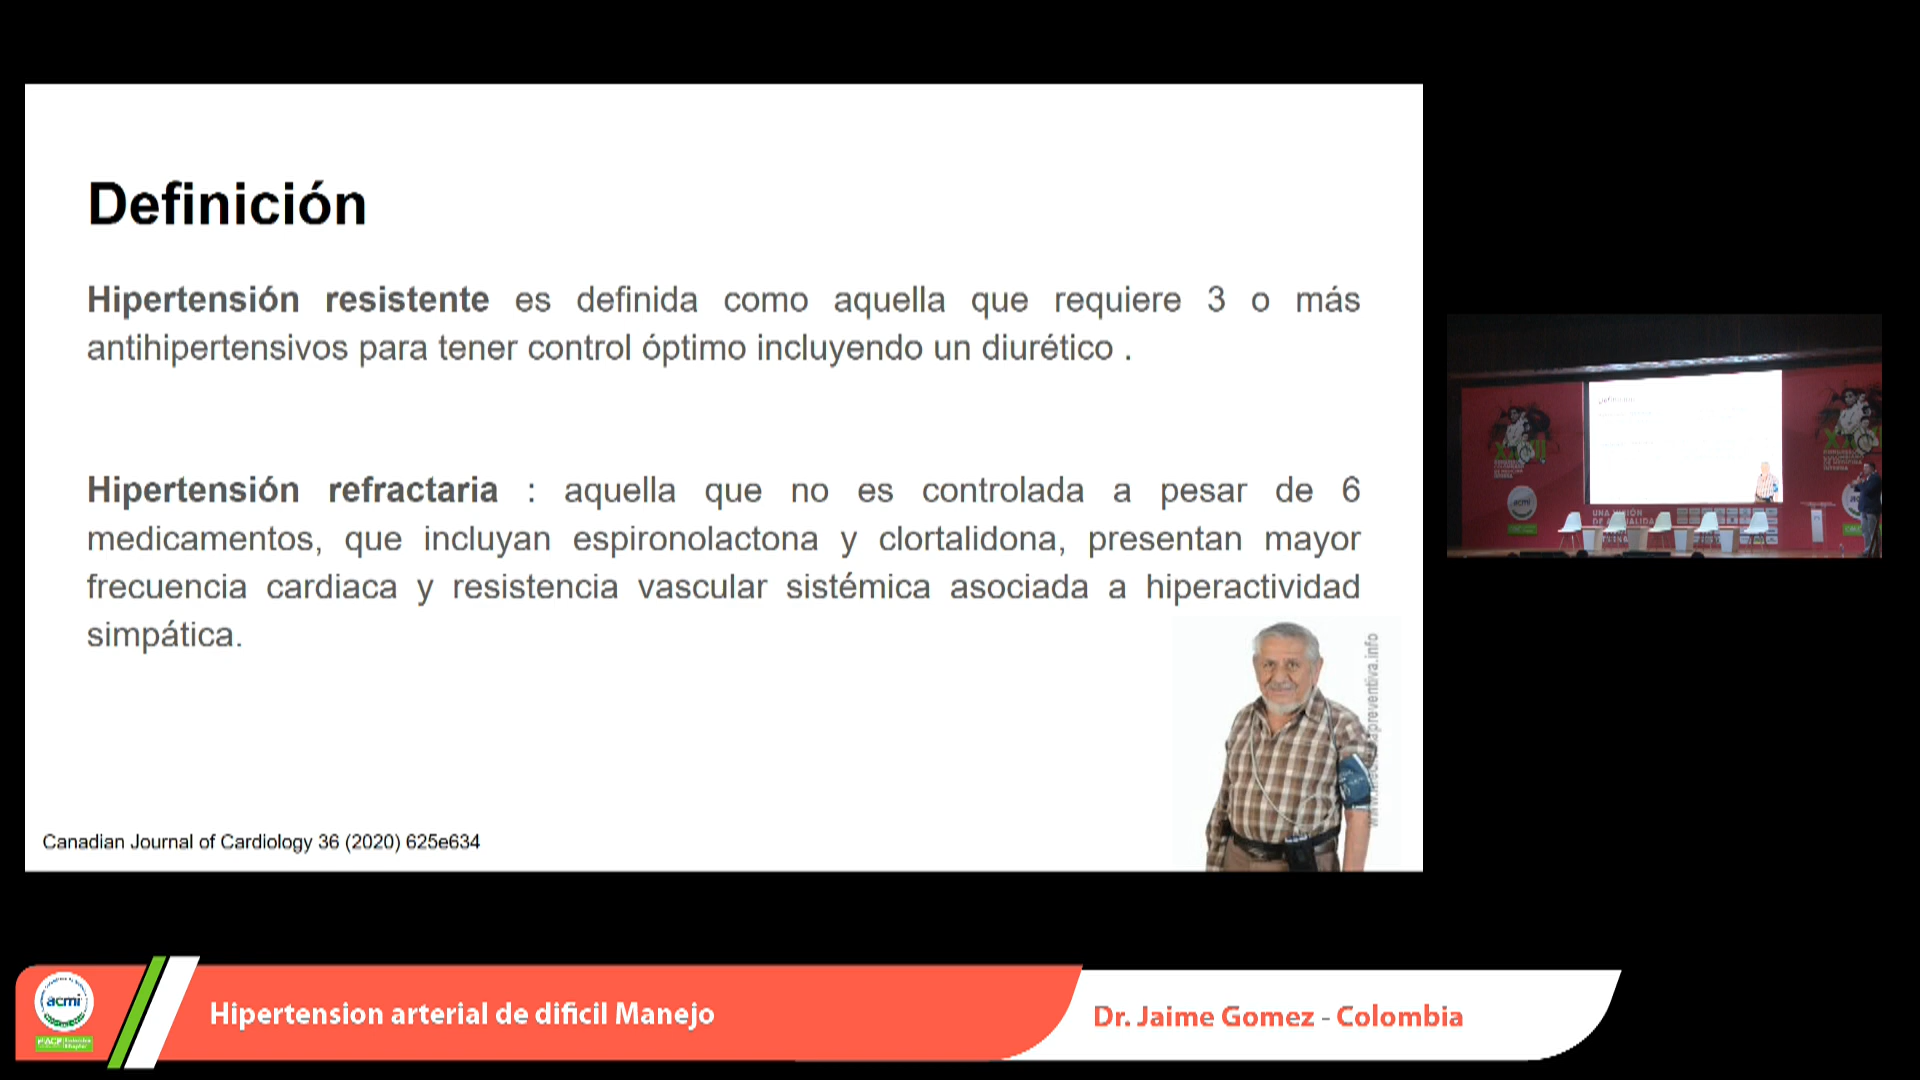 Definición
Hipertensión resistente es definida como aquella que requiere 3 o más
antihipertensivos para tener control óptimo incluyendo un diurético .
Hipertensión refractaria : aquella que no es controlada a pesar de 6
medicamentos, que incluyan espironolactona y clortalidona, presentan mayor
frecuencia cardiaca y resistencia vascular sistémica asociada a hiperactividad
simpática.
Canadian Journal of Cardiology 36 (2020) 625e634
acmi
Hipertension arterial de dificil Manejo
Dr. Jaime Gomez - Colombia